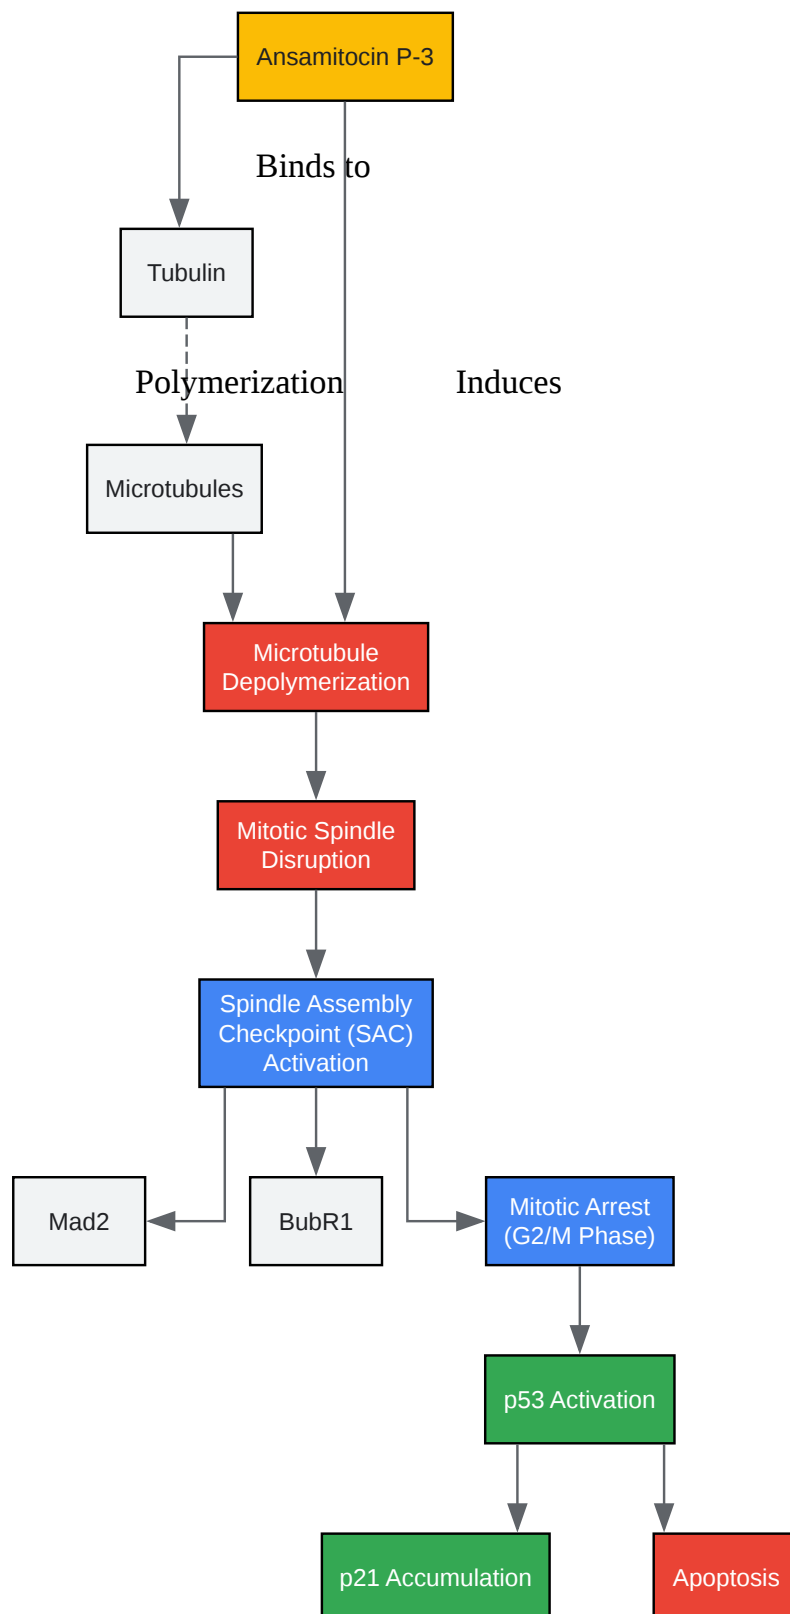 Ansamitocin P-3
Binds to
Tubulin
Polymerization
Induces
Microtubules
Microtubule
Depolymerization
Mitotic Spindle
Disruption
Spindle Assembly
Checkpoint (SAC)
Activation
Mad2
BubR1
Mitotic Arrest
(G2/M Phase)
p53 Activation
p21 Accumulation
Apoptosis